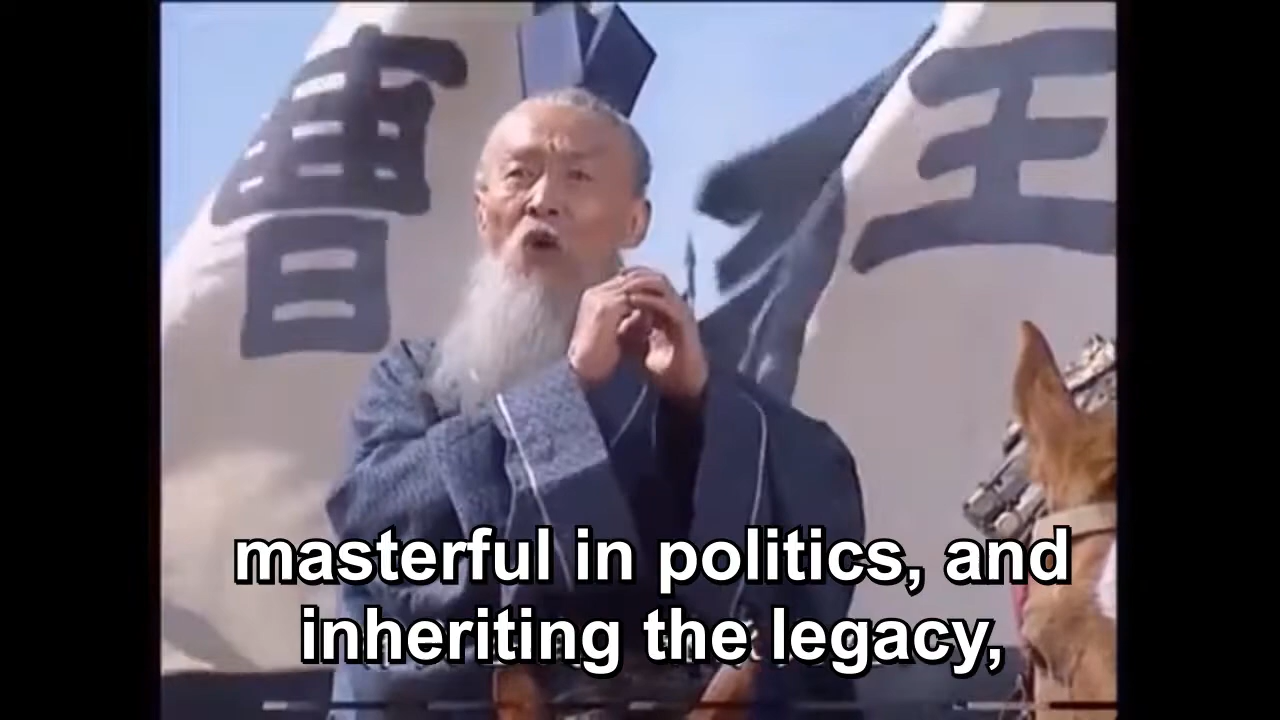 曹
王
masterful in politics, and
inheriting the legacy,